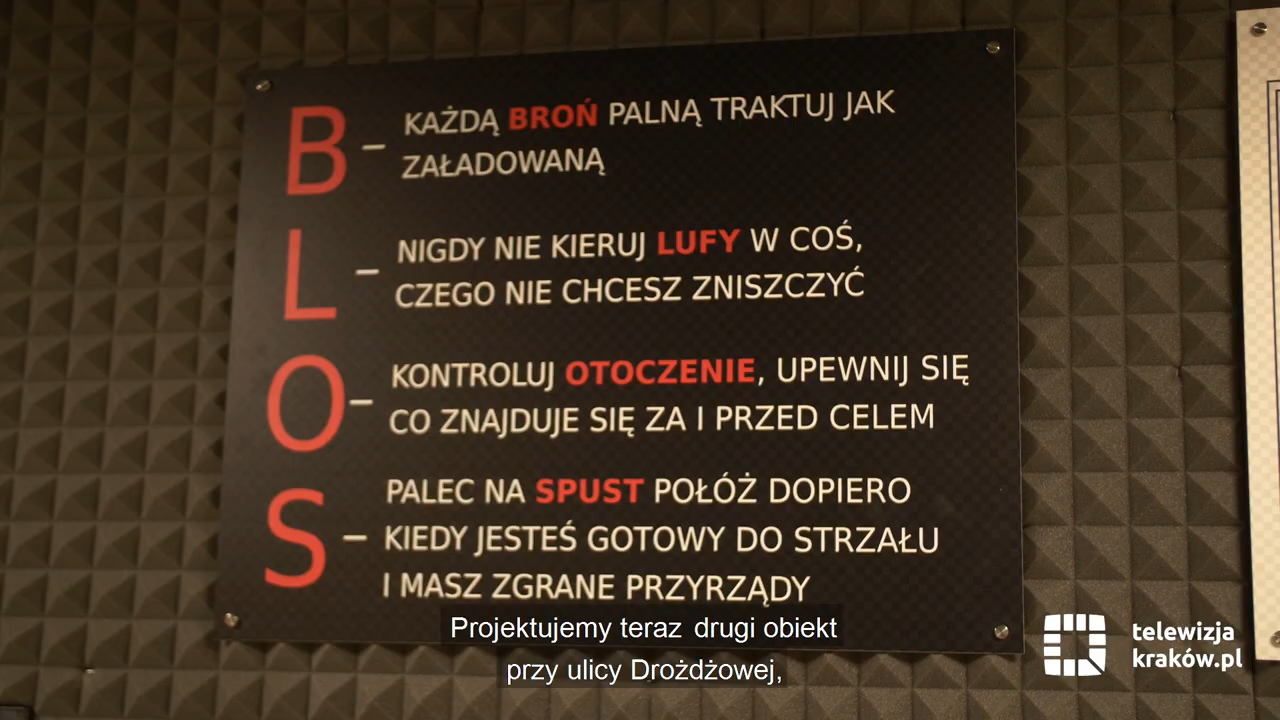 B – KAŻDĄ BROŃ PALNĄ TRAKTUJ JAK
ZAŁADOWANĄ
L – NIGDY NIE KIERUJ LUFY W COŚ,
CZEGO NIE CHCESZ ZNISZCZYĆ
O – KONTROLUJ OTOCZENIE, UPEWNIJ SIĘ
CO ZNAJDUJE SIĘ ZA I PRZED CELEM
S – PALEC NA SPUST POŁÓŻ DOPIERO
KIEDY JESTEŚ GOTOWY DO STRZAŁU
I MASZ ZGRANE PRZYRZĄDY
Projektujemy teraz drugi obiekt
przy ulicy Drożdżowej,
telewizja
kraków.pl